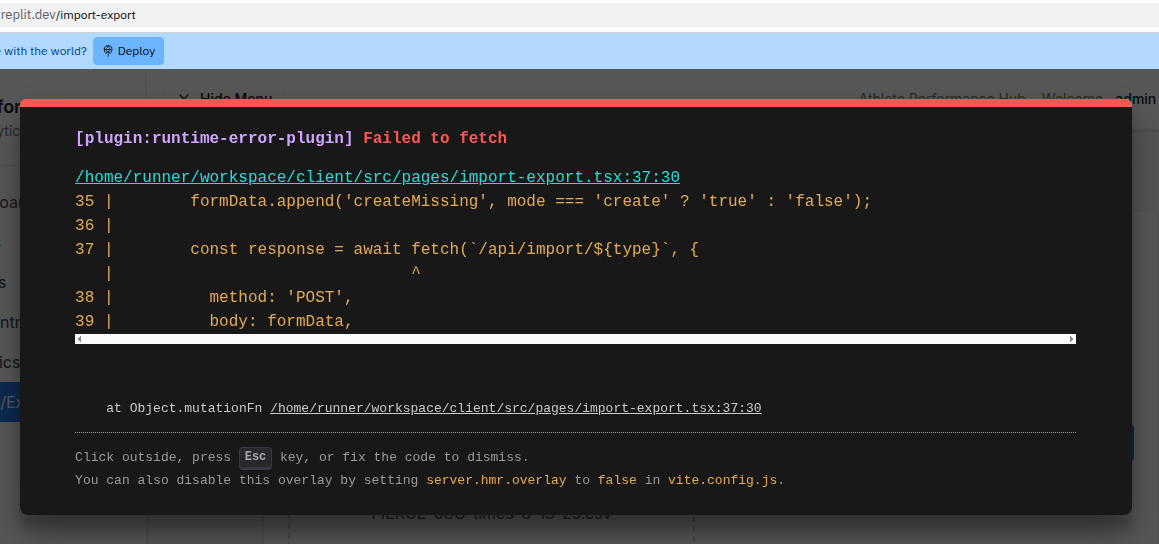 replit.dev/import-export
with the world? Deploy
Hide Menu Athlete Performance Hub Welcome, admin
[plugin:runtime-error-plugin] Failed to fetch
/home/runner/workspace/client/src/pages/import-export.tsx:37:30
35 | formData.append('createMissing', mode === 'create' ? 'true' : 'false');
36 |
37 | const response = await fetch(`/api/import/${type}`, {
| ^
38 | method: 'POST',
39 | body: formData,
at Object.mutationFn /home/runner/workspace/client/src/pages/import-export.tsx:37:30
Click outside, press Esc key, or fix the code to dismiss.
You can also disable this overlay by setting server.hmr.overlay to false in vite.config.js.